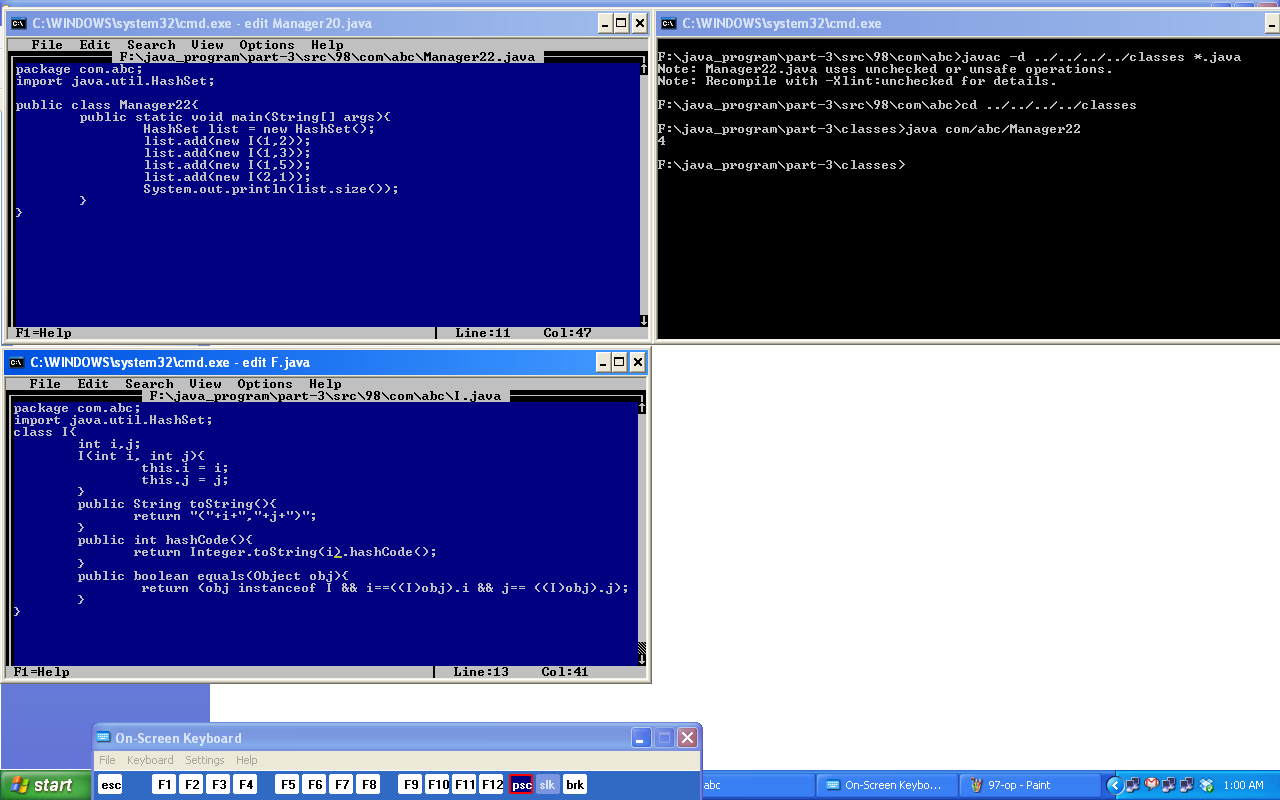 C:\WINDOWS\system32\cmd.exe - edit Manager20.java
File Edit Search View Options Help
F:\java_program\part-3\src\98\com\abc\Manager22.java
package com.abc;
import java.util.HashSet;
public class Manager22{
public static void main(String[] args){
HashSet list = new HashSet();
list.add(new I(1,2));
list.add(new I(1,3));
list.add(new I(1,5));
list.add(new I(2,1));
System.out.println(list.size());
}
}
F1=Help Line:11 Col:47
C:\WINDOWS\system32\cmd.exe
F:\java_program\part-3\src\98\com\abc>javac -d ../../../../classes *.java
Note: Manager22.java uses unchecked or unsafe operations.
Note: Recompile with -Xlint:unchecked for details.
F:\java_program\part-3\src\98\com\abc>cd ../../../../classes
F:\java_program\part-3\classes>java com/abc/Manager22
4
F:\java_program\part-3\classes>
C:\WINDOWS\system32\cmd.exe - edit F.java
File Edit Search View Options Help
F:\java_program\part-3\src\98\com\abc\I.java
package com.abc;
import java.util.HashSet;
class I{
int i,j;
I(int i, int j){
this.i = i;
this.j = j;
}
public String toString(){
return "("+i+","+j+")";
}
public int hashCode(){
return Integer.toString(i).hashCode();
}
public boolean equals(Object obj){
return (obj instanceof I && i==((I)obj).i && j== ((I)obj).j);
}
}
F1=Help Line:13 Col:41
On-Screen Keyboard
File Keyboard Settings Help
esc F1 F2 F3 F4 F5 F6 F7 F8 F9 F10 F11 F12 psc slk brk
start abc On-Screen Keybo... 97-op - Paint 1:00 AM